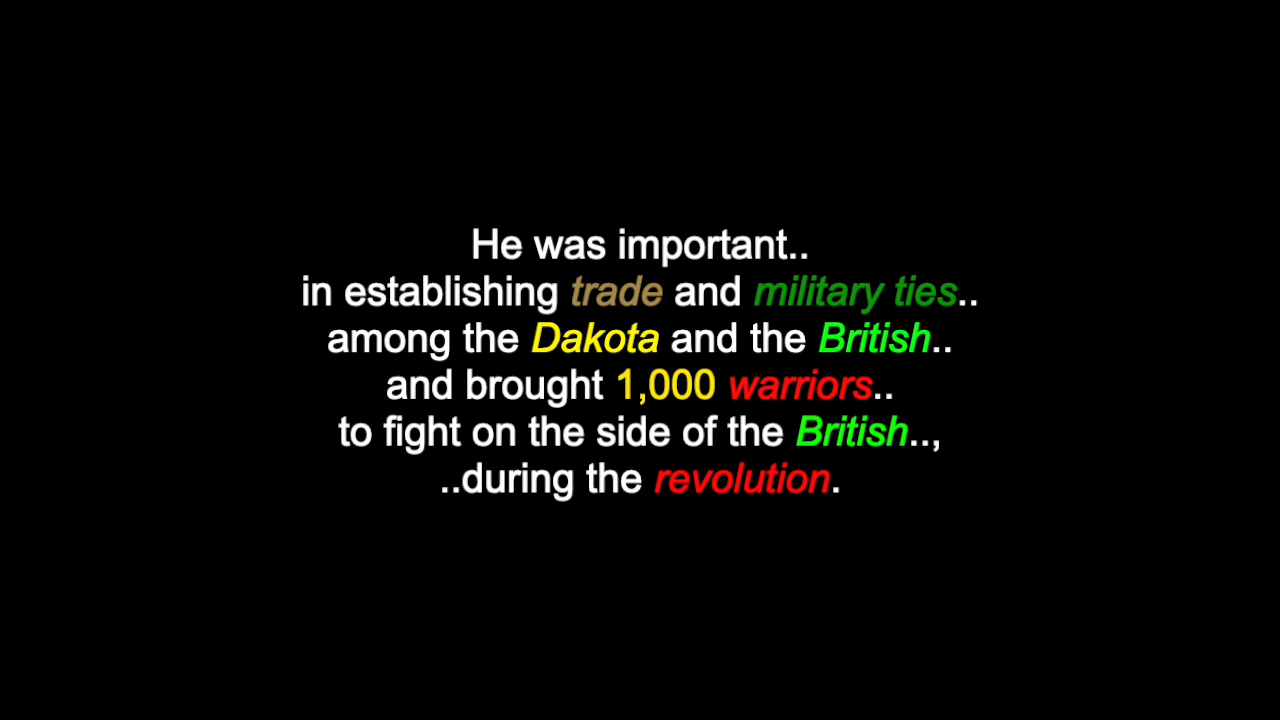 He was important..
in establishing trade and military ties..
among the Dakota and the British..
and brought 1,000 warriors..
to fight on the side of the British..,
..during the revolution.